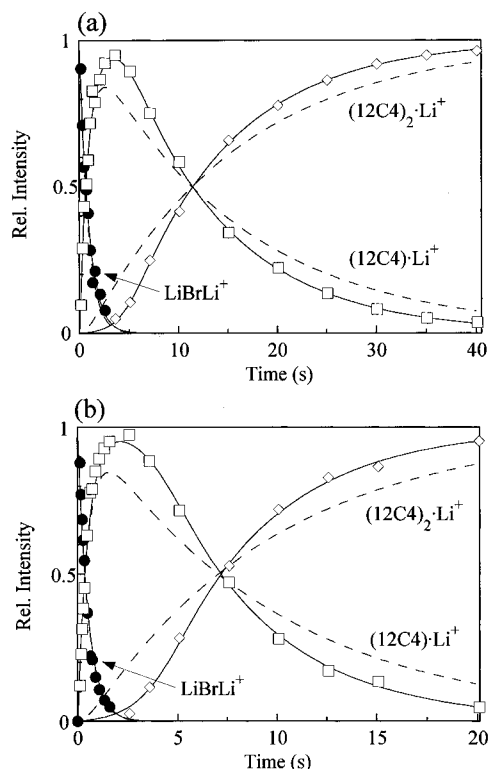 (a)
1
0.5
0
Rel. Intensity
(12C4)₂·Li⁺
(12C4)·Li⁺
LiBrLi⁺
0 10 20 30 40
Time (s)
(b)
1
0.5
0
Rel. Intensity
(12C4)₂·Li⁺
(12C4)·Li⁺
LiBrLi⁺
0 5 10 15 20
Time (s)